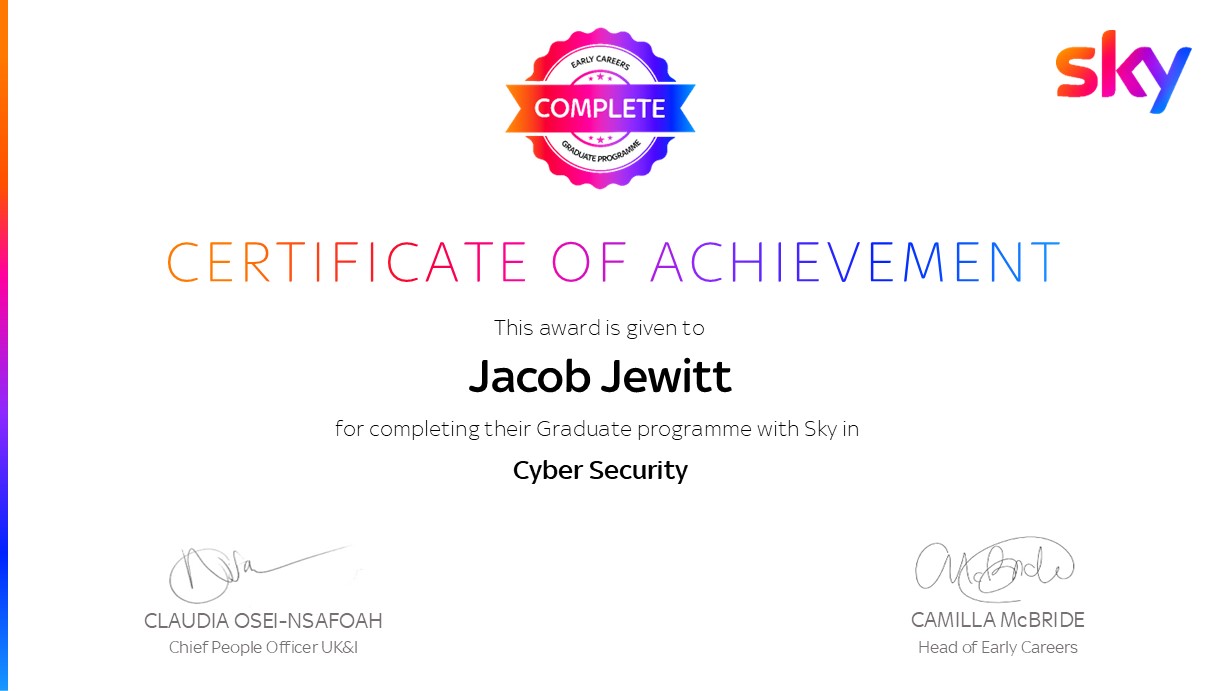 EARLY CAREERS
COMPLETE
GRADUATE PROGRAMME
sky
CERTIFICATE OF ACHIEVEMENT
This award is given to
Jacob Jewitt
for completing their Graduate programme with Sky in
Cyber Security
McBride
CLAUDIA OSEI-NSAFOAH
CAMILLA McBRIDE
Chief People Officer UK&I
Head of Early Careers